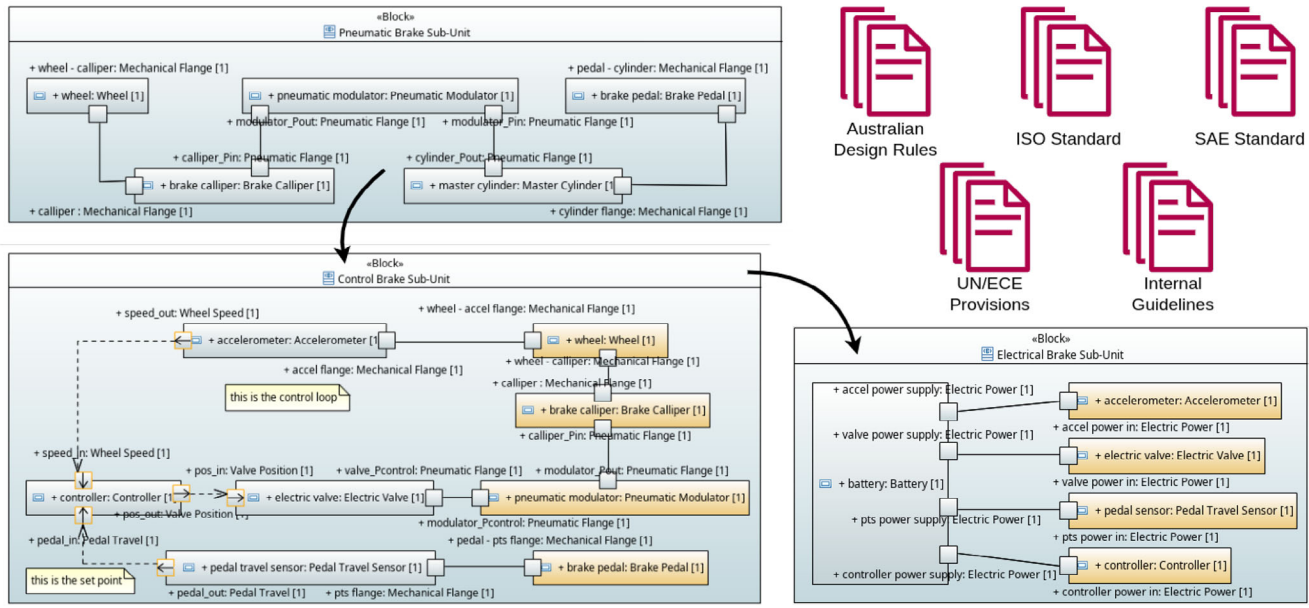 «Block»
Pneumatic Brake Sub-Unit
+ wheel - calliper: Mechanical Flange [1]
+ pedal - cylinder: Mechanical Flange [1]
+ wheel: Wheel [1]
+ pneumatic modulator: Pneumatic Modulator [1]
+ brake pedal: Brake Pedal [1]
+ modulator_Pout: Pneumatic Flange [1]
+ modulator_Pin: Pneumatic Flange [1]
+ calliper_Pin: Pneumatic Flange [1]
+ cylinder_Pout: Pneumatic Flange [1]
+ brake calliper: Brake Calliper [1]
+ master cylinder: Master Cylinder [1
+ calliper : Mechanical Flange [1]
+ cylinder flange: Mechanical Flange [1]
Australian
Design Rules
ISO Standard
SAE Standard
UN/ECE
Provisions
Internal
Guidelines
«Block»
Control Brake Sub-Unit
+ speed_out: Wheel Speed [1]
+ wheel - accel flange: Mechanical Flange [1]
+ accelerometer: Accelerometer [1
+ wheel: Wheel [1]
+ wheel - calliper: Mechanical Flange [1]
+ accel flange: Mechanical Flange [1]
+ calliper : Mechanical Flange [1]
this is the control loop
+ brake calliper: Brake Calliper [1]
+ calliper_Pin: Pneumatic Flange [1]
+ speed_in: Wheel Speed [1]
+ pos_in: Valve Position [1]
+ valve_Pcontrol: Pneumatic Flange [1]
+ modulator_Pout: Pneumatic Flange [1]
+ controller: Controller [1]
+ electric valve: Electric Valve [1]
+ pneumatic modulator: Pneumatic Modulator [1]
+ pos_out: Valve Position [1]
+ modulator_Pcontrol: Pneumatic Flange [1]
+ pedal_in: Pedal Travel [1]
+ pedal - pts flange: Mechanical Flange [1]
+ pedal travel sensor: Pedal Travel Sensor [1]
+ brake pedal: Brake Pedal [1]
this is the set point
+ pedal_out: Pedal Travel [1]
+ pts flange: Mechanical Flange [1]
«Block»
Electrical Brake Sub-Unit
+ accel power supply: Electric Power [1]
+ accelerometer: Accelerometer [1]
+ accel power in: Electric Power [1]
+ valve power supply: Electric Power [1]
+ electric valve: Electric Valve [1]
+ battery: Battery [1]
+ valve power in: Electric Power [1]
+ pedal sensor: Pedal Travel Sensor [1]
+ pts power supply: Electric Power [1]
+ pts power in: Electric Power [1]
+ controller: Controller [1]
+ controller power supply: Electric Power [1]
+ controller power in: Electric Power [1]